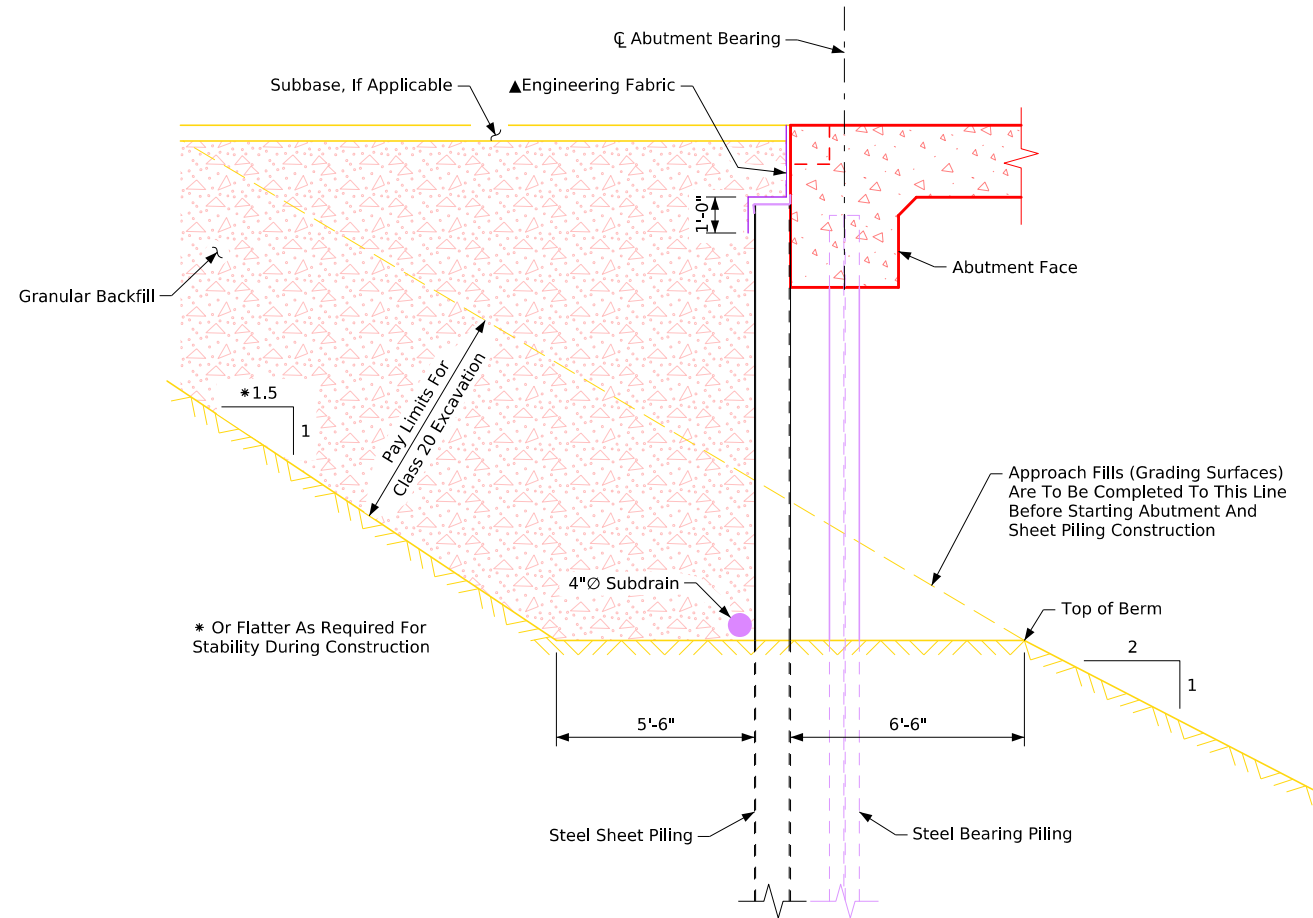 ℄ Abutment Bearing
Subbase, If Applicable
▲Engineering Fabric
1'-0"
Granular Backfill
Abutment Face
*1.5
1
Pay Limits For
Class 20 Excavation
Approach Fills (Grading Surfaces)
Are To Be Completed To This Line
Before Starting Abutment And
Sheet Piling Construction
4"∅ Subdrain
Top of Berm
* Or Flatter As Required For
Stability During Construction
2
1
5'-6"
6'-6"
Steel Sheet Piling
Steel Bearing Piling